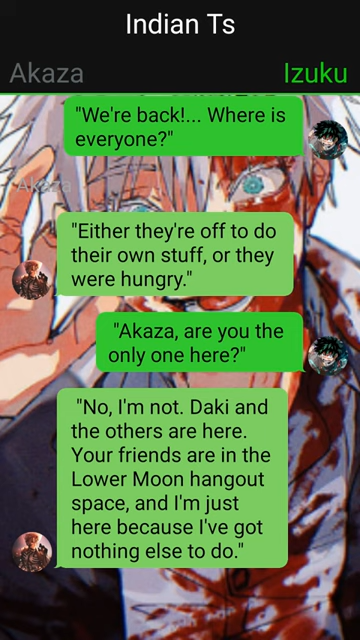 Indian Ts
Akaza
Izuku
"We're back!... Where is
everyone?"
Akaza
"Either they're off to do
their own stuff, or they
were hungry."
"Akaza, are you the
only one here?"
"No, I'm not. Daki and
the others are here.
Your friends are in the
Lower Moon hangout
space, and I'm just
here because I've got
nothing else to do."